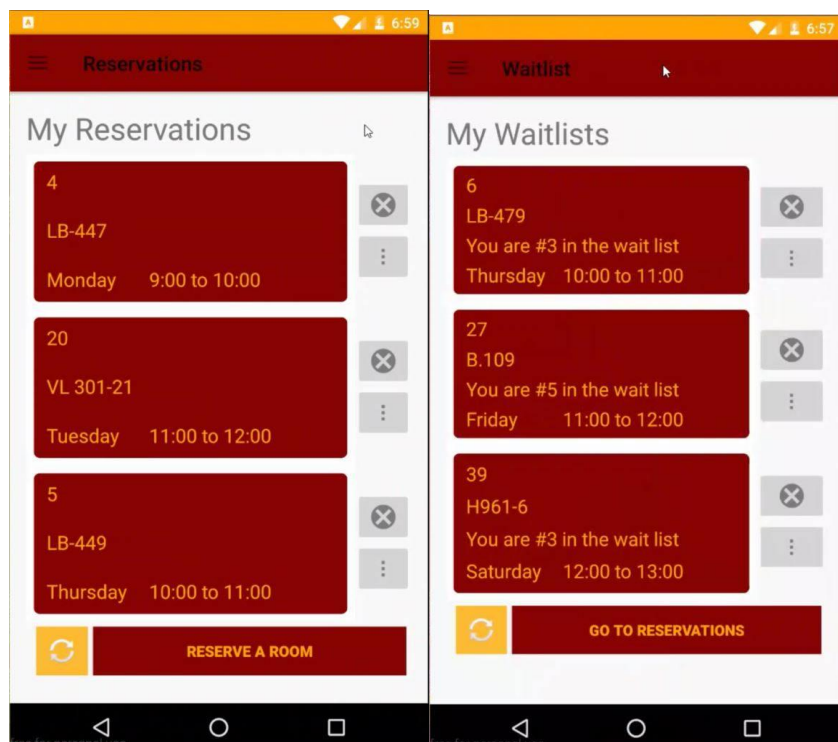 6:59
Reservations
My Reservations
4
LB-447
Monday 9:00 to 10:00
20
VL 301-21
Tuesday 11:00 to 12:00
5
LB-449
Thursday 10:00 to 11:00
RESERVE A ROOM
6:57
Waitlist
My Waitlists
6
LB-479
You are #3 in the wait list
Thursday 10:00 to 11:00
27
B.109
You are #5 in the wait list
Friday 11:00 to 12:00
39
H961-6
You are #3 in the wait list
Saturday 12:00 to 13:00
GO TO RESERVATIONS